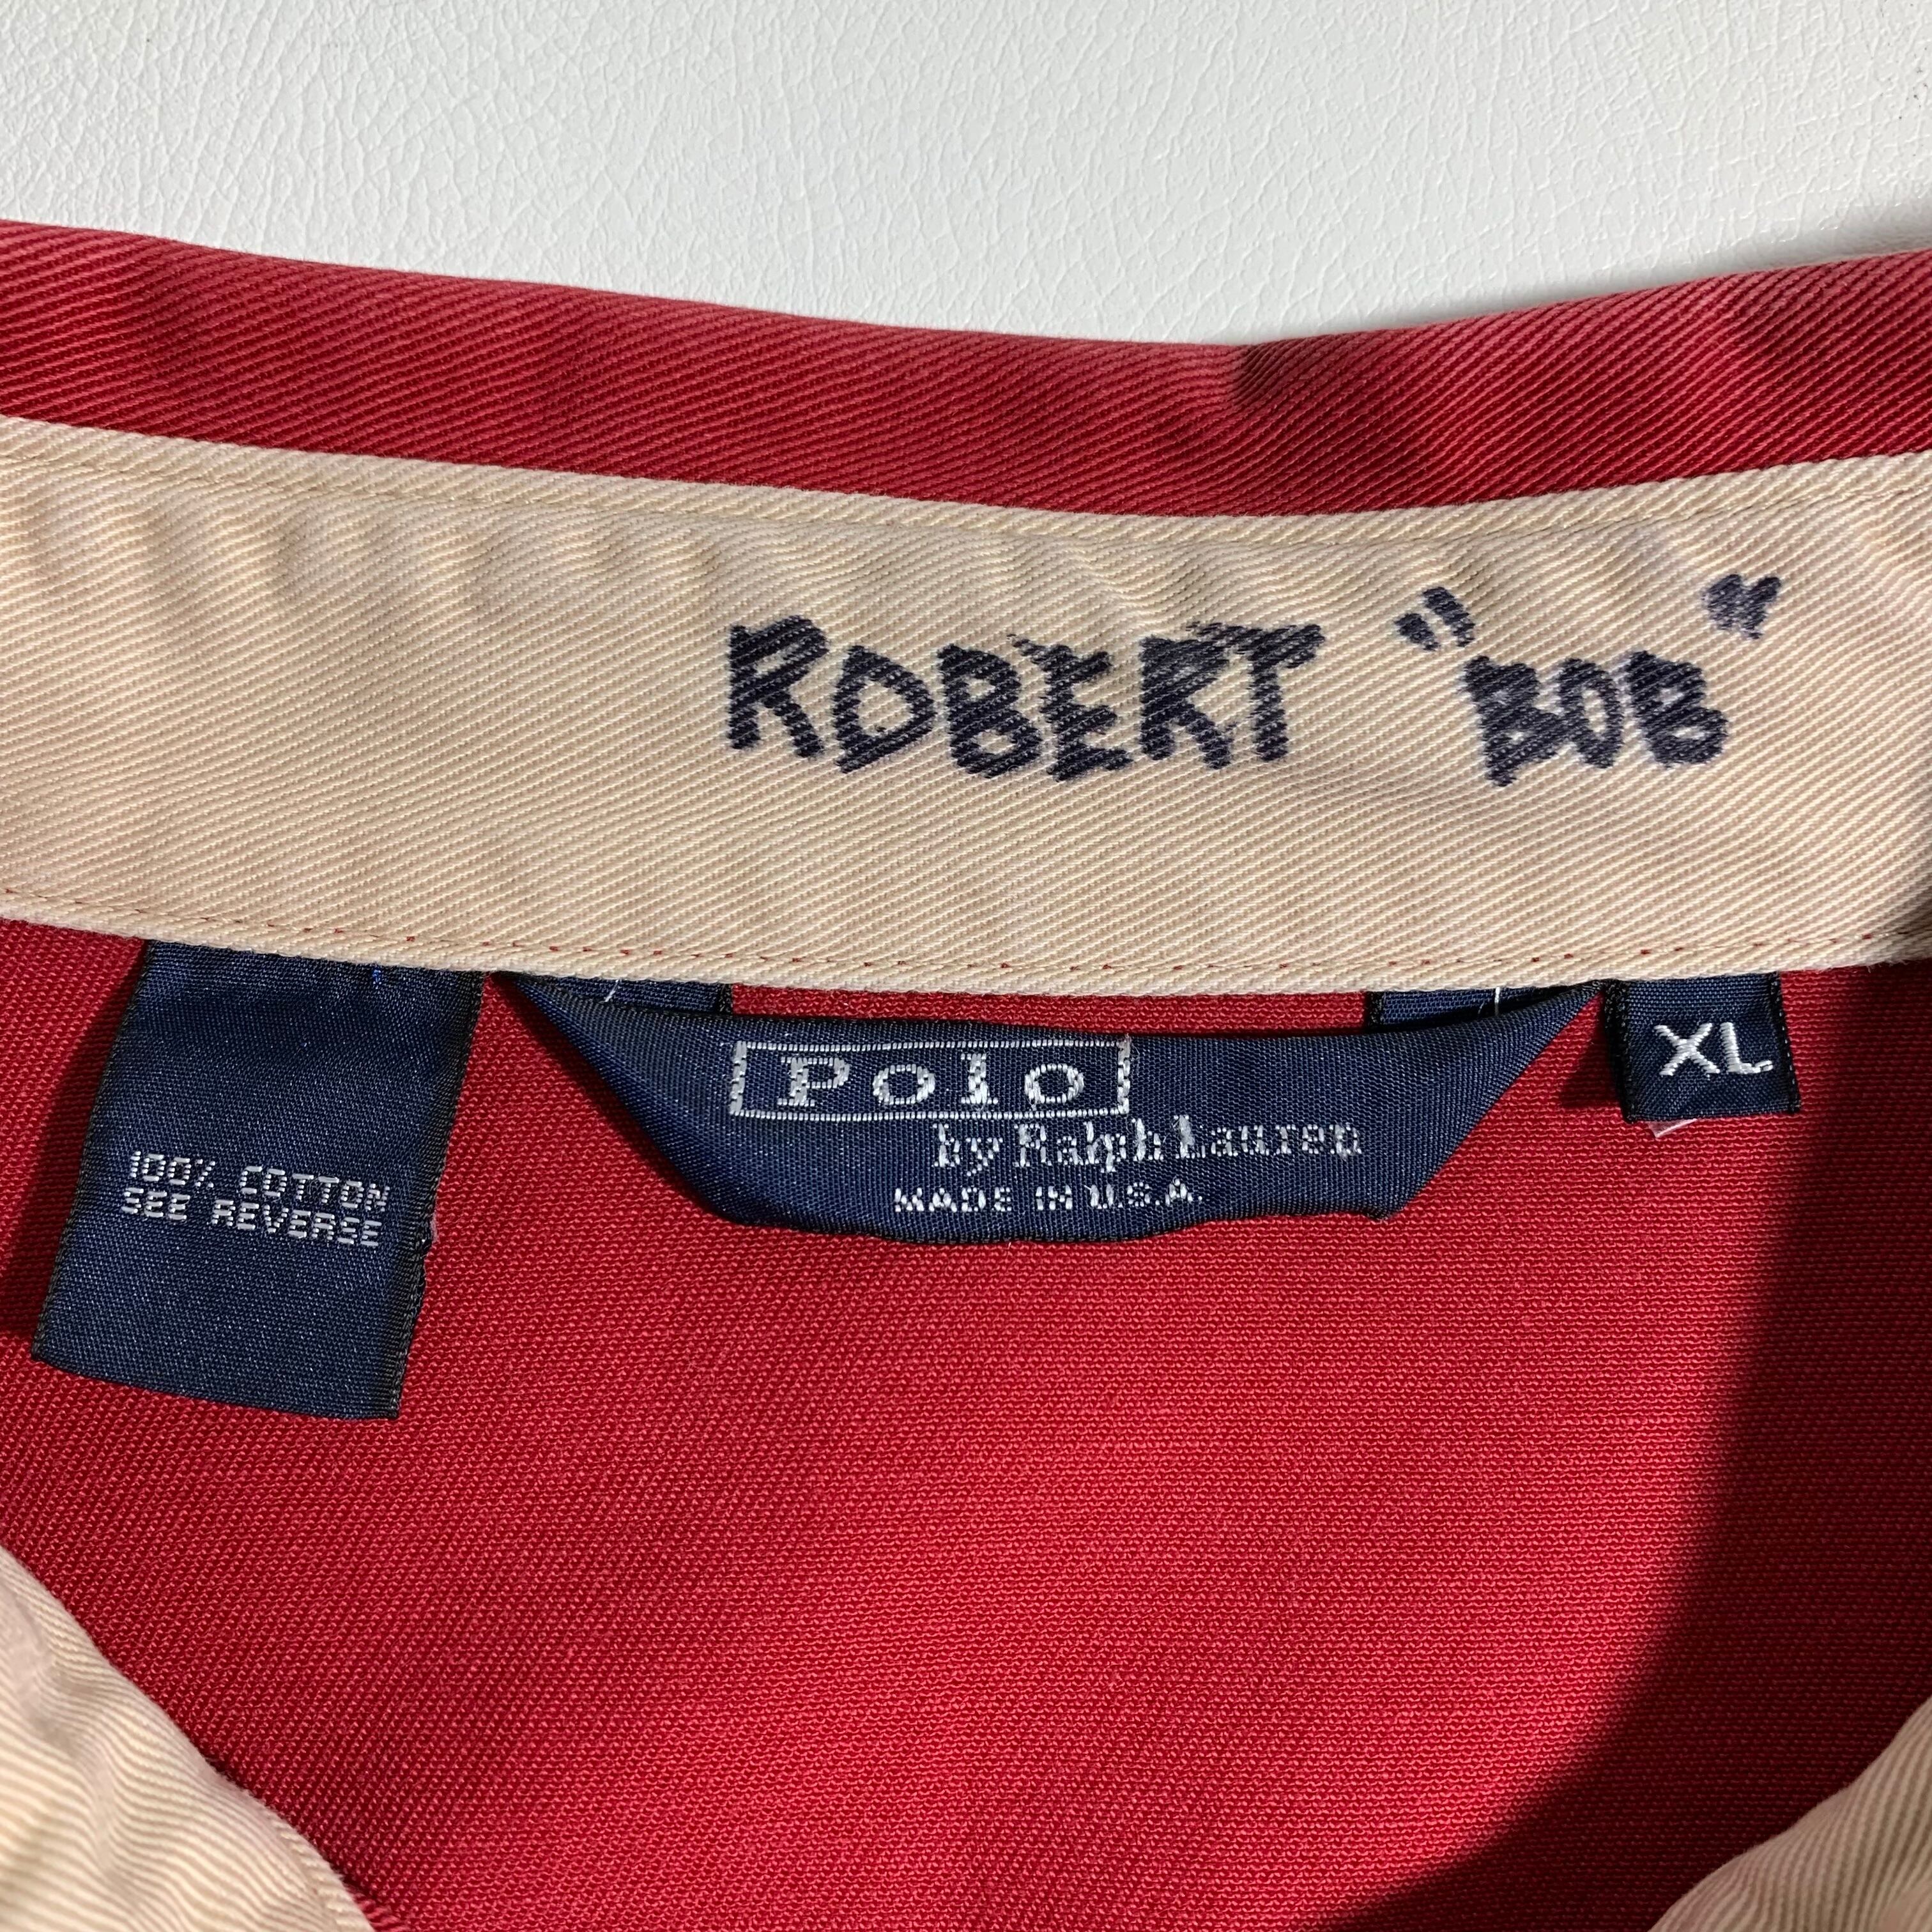 ROBERT "BOB"
100% COTTON
SEE REVERSE
Polo
by Ralph Lauren
MADE IN U.S.A.
XL